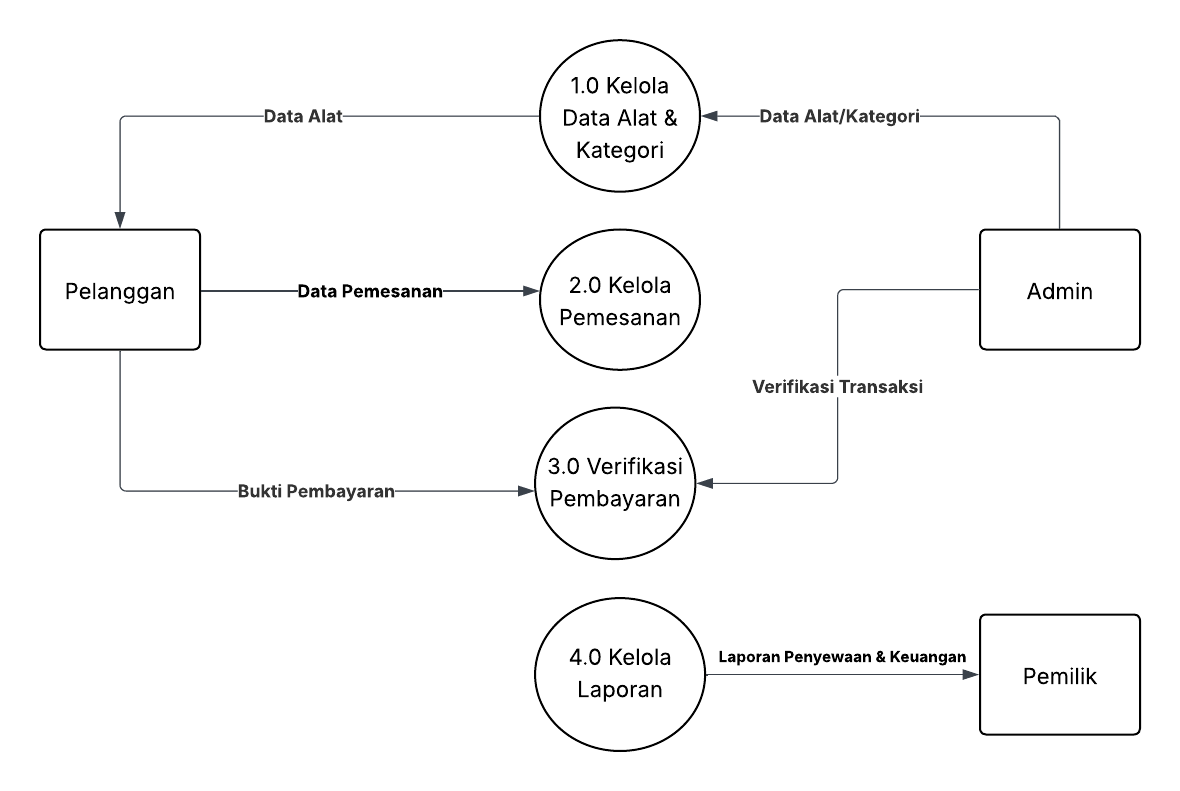 1.0 Kelola
Data Alat &
Kategori
Data Alat
Data Alat/Kategori
Pelanggan
Data Pemesanan
2.0 Kelola
Pemesanan
Admin
Verifikasi Transaksi
3.0 Verifikasi
Pembayaran
Bukti Pembayaran
4.0 Kelola
Laporan
Laporan Penyewaan & Keuangan
Pemilik